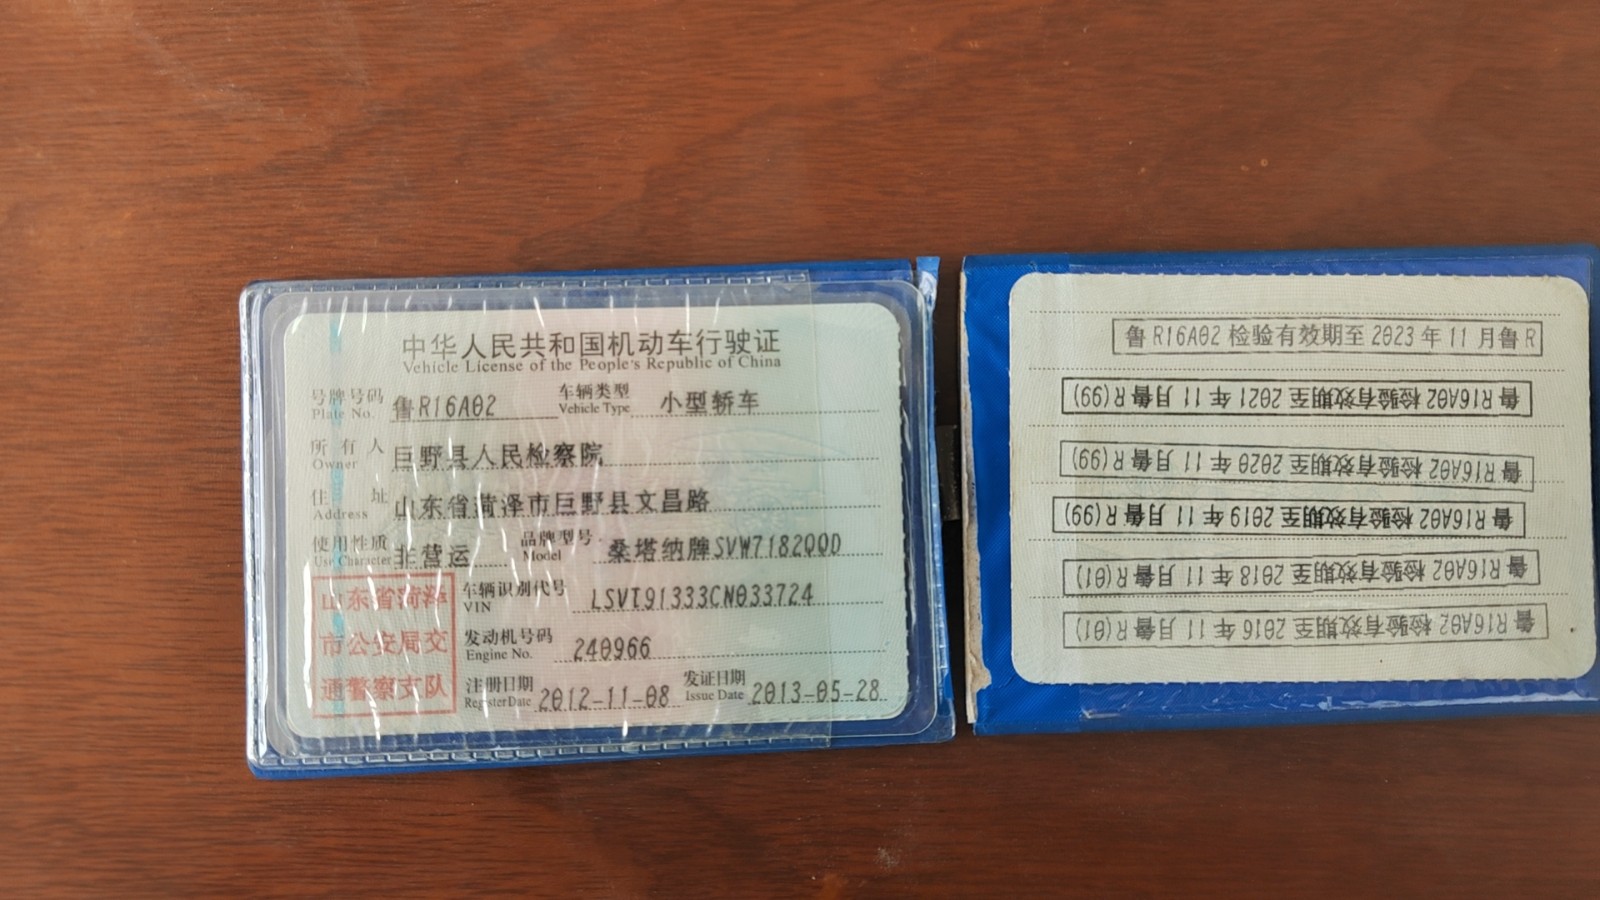 中华人民共和国机动车行驶证
Vehicle License of the People's Republic of China
号牌号码 鲁R16A02 车辆类型 小型轿车
Plate No. Vehicle Type
所有人 巨野县人民检察院
Owner
住址 山东省菏泽市巨野县文昌路
Address
使用性质 非营运 品牌型号 桑塔纳牌SVW7182QQD
Use Character Model
山东省菏泽
市公安局交
通警察支队
车辆识别代号 LSVT91333CN033724
VIN
发动机号码 240966
Engine No.
注册日期 2012-11-08 发证日期 2013-05-28
Register Date Issue Date
鲁R16A02 检验有效期至 2023 年 11 月鲁R
鲁R16A02 检验有效期至 2021 年 11 月鲁R(99)
鲁R16A02 检验有效期至 2020 年 11 月鲁R(99)
鲁R16A02 检验有效期至 2019 年 11 月鲁R(99)
鲁R16A02 检验有效期至 2018 年 11 月鲁R(01)
鲁R16A02 检验有效期至 2016 年 11 月鲁R(01)